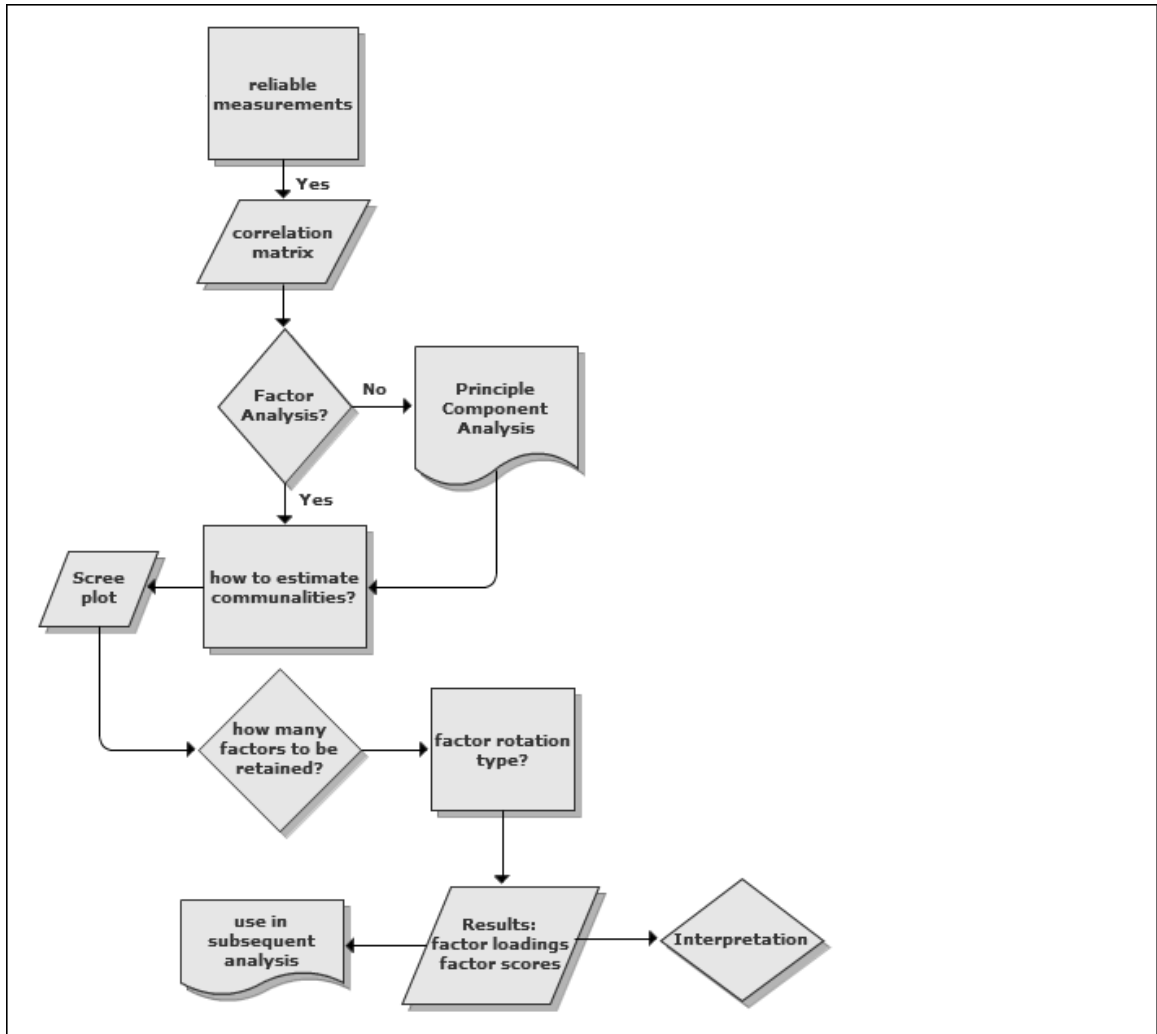 reliable
measurements
Yes
correlation
matrix
Factor
Analysis?
No
Principle
Component
Analysis
Yes
how to estimate
communalities?
Scree
plot
how many
factors to be
retained?
factor rotation
type?
Results:
factor loadings
factor scores
use in
subsequent
analysis
Interpretation